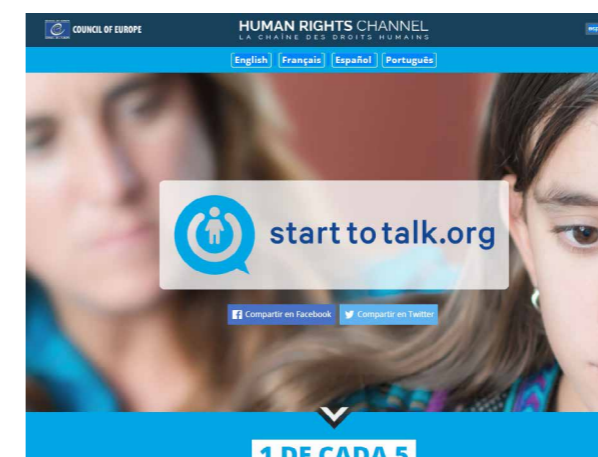 COUNCIL OF EUROPE
HUMAN RIGHTS CHANNEL
LA CHAÎNE DES DROITS HUMAINS
English Français Español Português
start to talk.org
Compartir en Facebook Compartir en Twitter
1 DE CADA 5